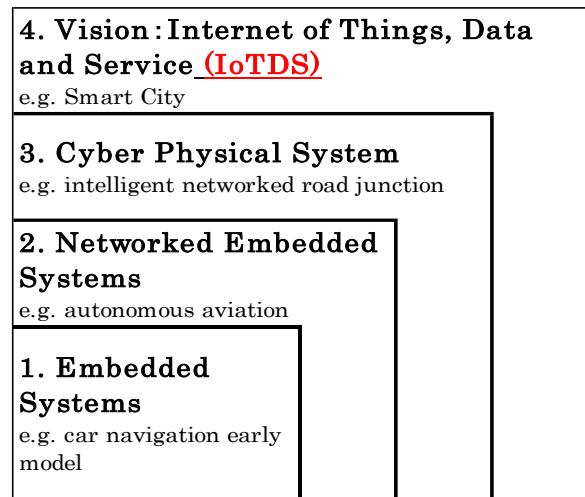 4. Vision：Internet of Things, Data
and Service (IoTDS)
e.g. Smart City
3. Cyber Physical System
e.g. intelligent networked road junction
2. Networked Embedded
Systems
e.g. autonomous aviation
1. Embedded
Systems
e.g. car navigation early
model